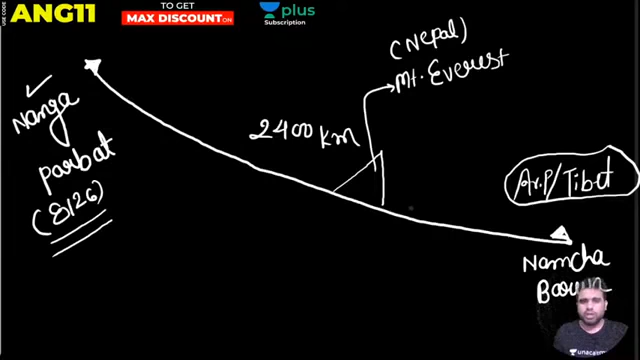 USE CODE
ANG11
TO GET
MAX DISCOUNT ON
plus
Subscription
(Nepal)
Mt. Everest
Nanga
parbat
(8126)
2400 km
Ar.P/Tibet
Namcha
unacademy